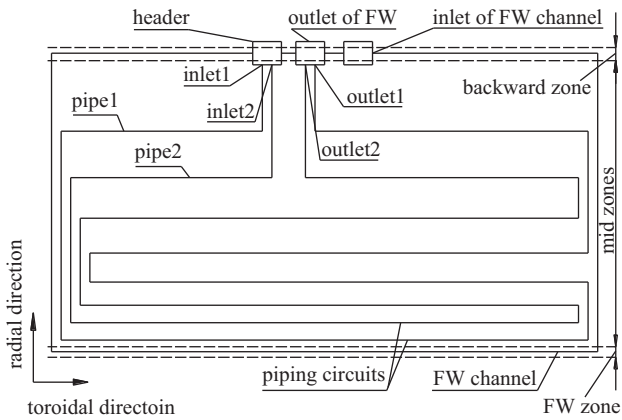 header
outlet of FW
inlet of FW channel
inlet1
outlet1
backward zone
pipe1
inlet2
pipe2
outlet2
mid zones
radial direction
toroidal directoin
piping circuits
FW channel
FW zone